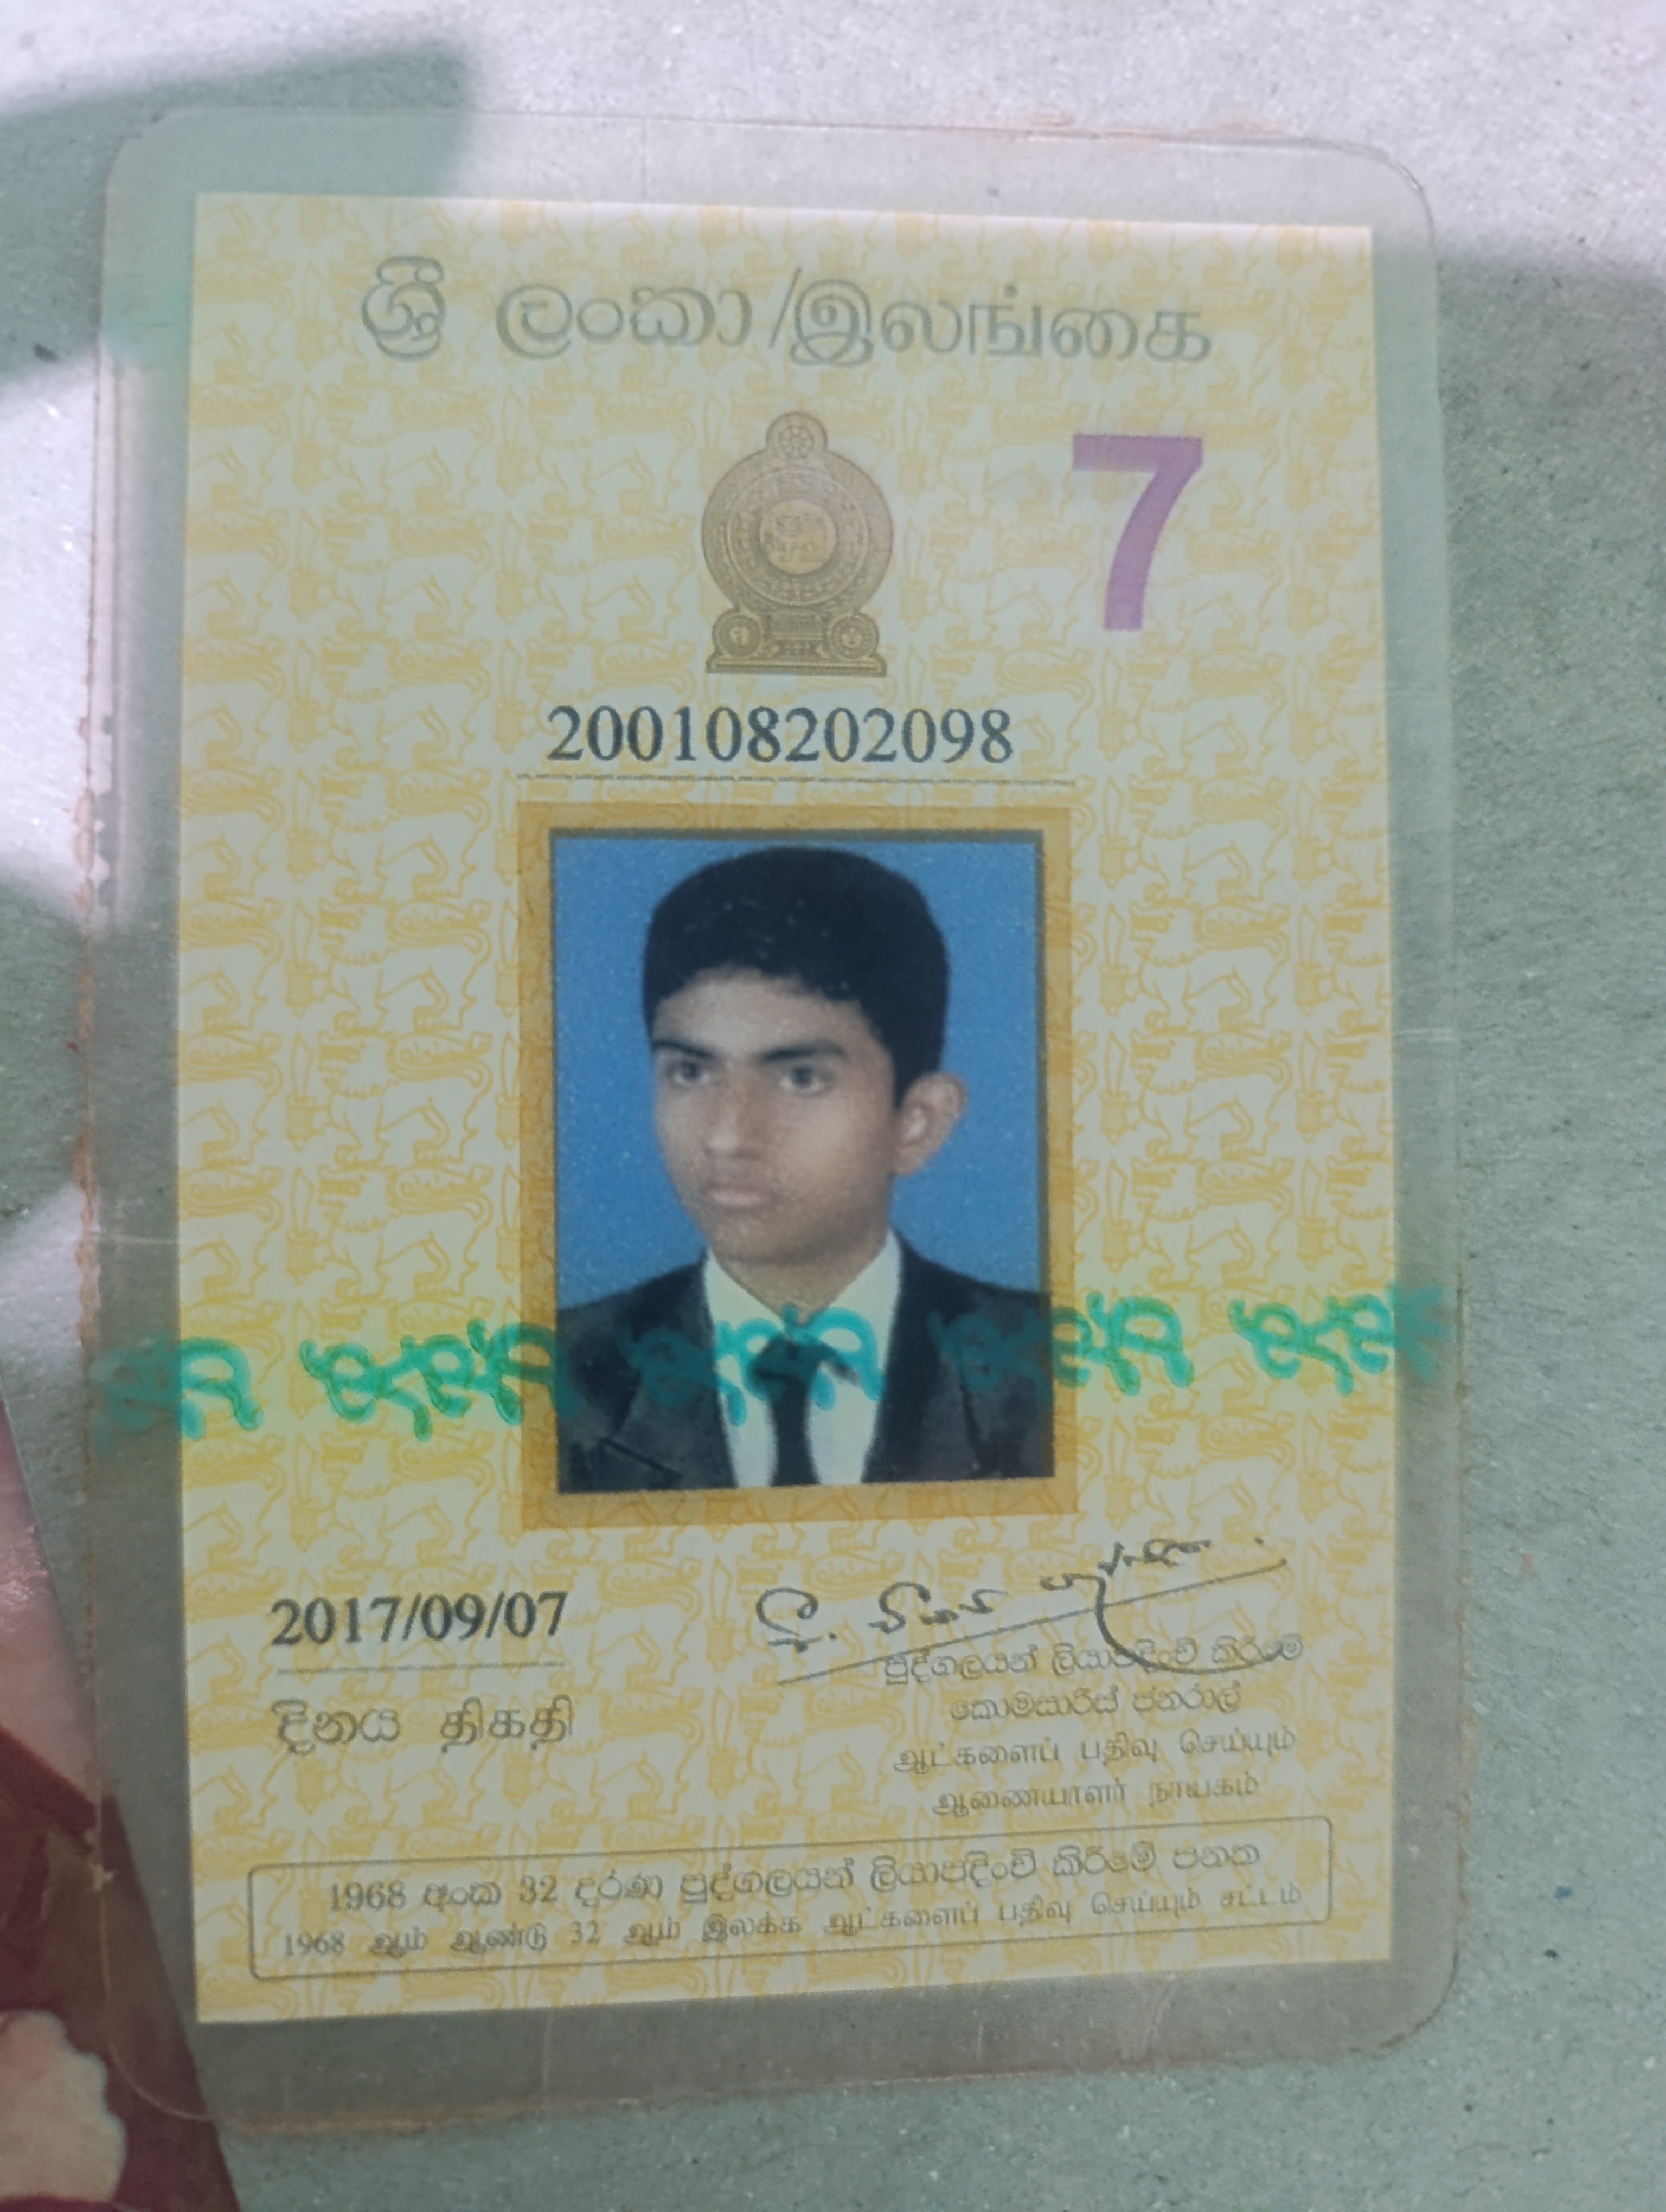 ශ්‍රී ලංකා/இலங்கை
7
200108202098
2017/09/07
දිනය திகதி
පුද්ගලයන් ලියාපදිංචි කිරීමේ
කොමසාරිස් ජනරාල්
ஆட்களைப் பதிவு செய்யும்
ஆணையாளர் நாயகம்
1968 අංක 32 දරණ පුද්ගලයන් ලියාපදිංචි කිරීමේ පනත
1968 ஆம் ஆண்டு 32 ஆம் இலக்க ஆட்களைப் பதிவு செய்யும் சட்டம்